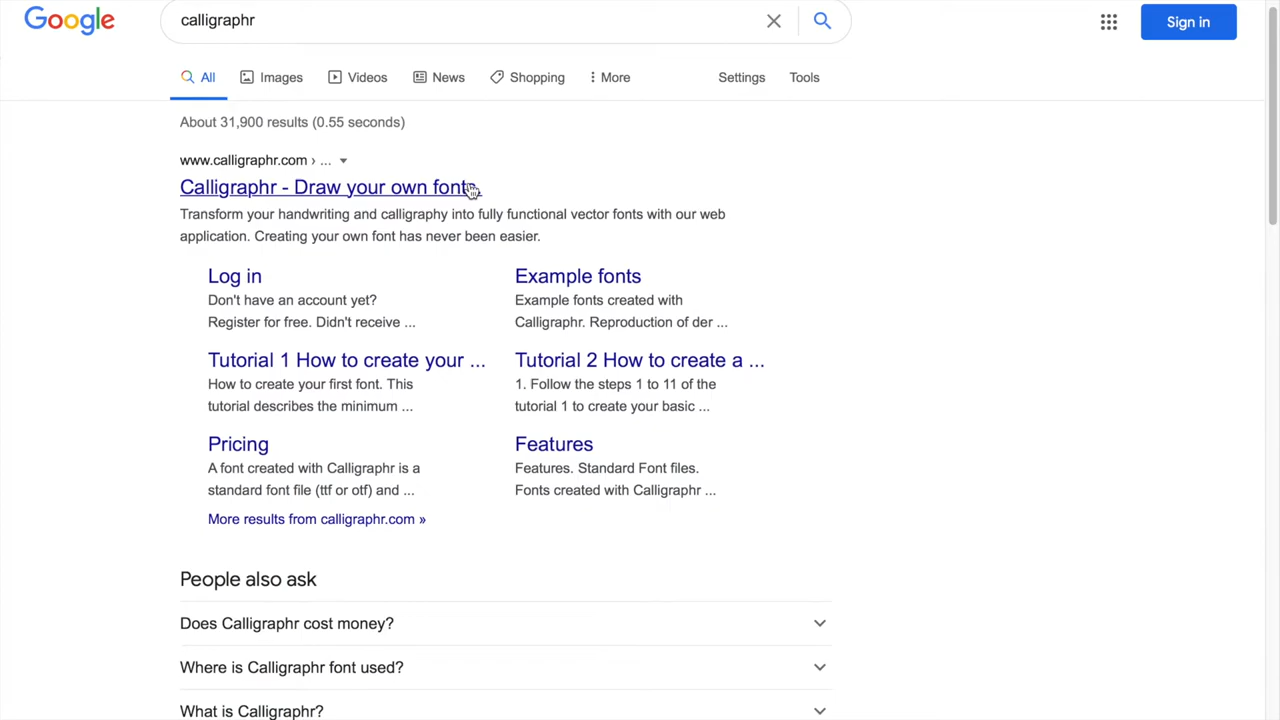 Google
calligraphr
Sign in
All Images Videos News Shopping More Settings Tools
About 31,900 results (0.55 seconds)
www.calligraphr.com › ...
Calligraphr - Draw your own fonts.
Transform your handwriting and calligraphy into fully functional vector fonts with our web
application. Creating your own font has never been easier.
Log in
Don't have an account yet?
Register for free. Didn't receive ...
Example fonts
Example fonts created with
Calligraphr. Reproduction of der ...
Tutorial 1 How to create your ...
How to create your first font. This
tutorial describes the minimum ...
Tutorial 2 How to create a ...
1. Follow the steps 1 to 11 of the
tutorial 1 to create your basic ...
Pricing
A font created with Calligraphr is a
standard font file (ttf or otf) and ...
Features
Features. Standard Font files.
Fonts created with Calligraphr ...
More results from calligraphr.com »
People also ask
Does Calligraphr cost money?
Where is Calligraphr font used?
What is Calligraphr?